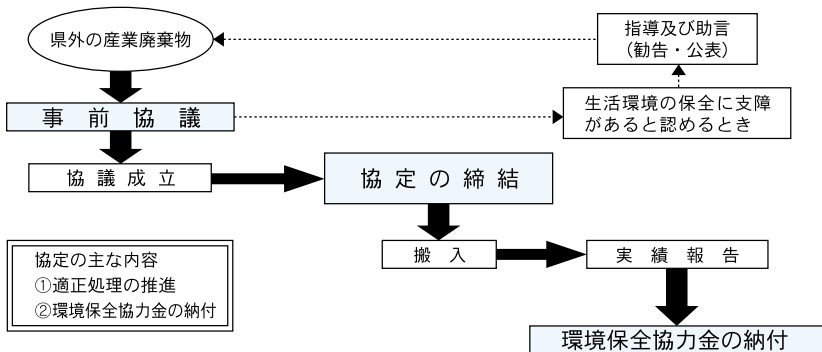 県外の産業廃棄物
指導及び助言
（勧告・公表）
事前協議
生活環境の保全に支障
があると認めるとき
協議成立
協定の締結
搬入
実績報告
協定の主な内容
①適正処理の推進
②環境保全協力金の納付
環境保全協力金の納付